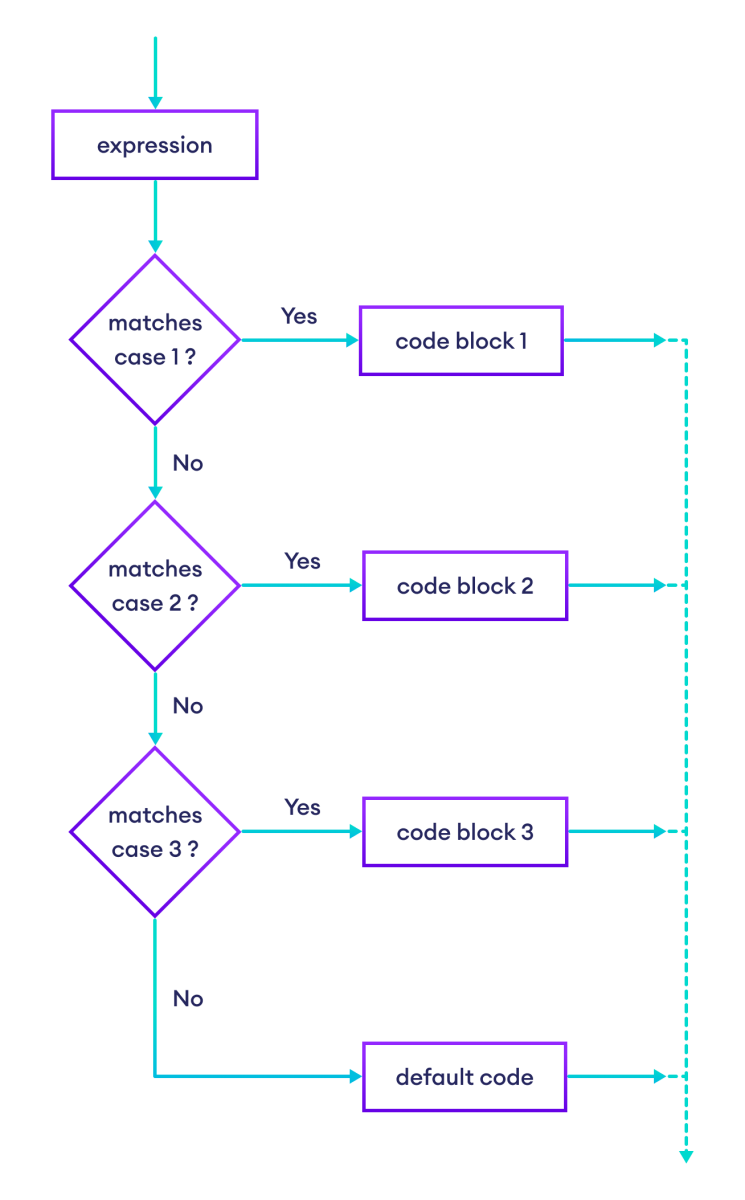 expression
matches
case 1 ?
Yes
code block 1
No
matches
case 2 ?
Yes
code block 2
No
matches
case 3 ?
Yes
code block 3
No
default code